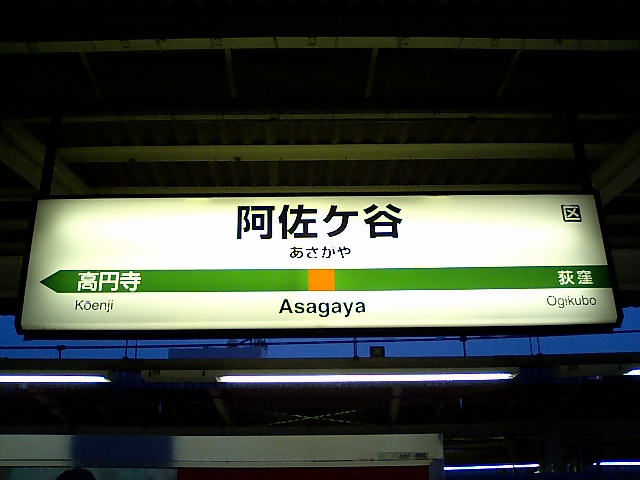 阿佐ケ谷
区
あさがや
高円寺
荻窪
Kōenji
Asagaya
Ogikubo